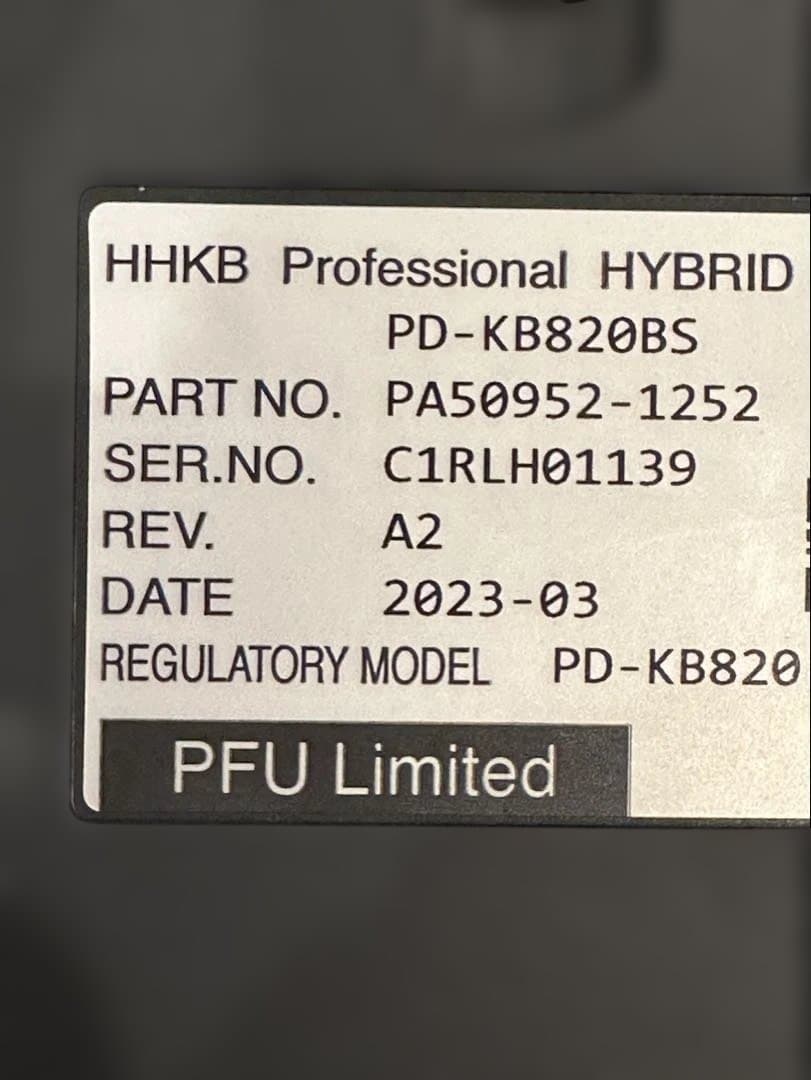 HHKB Professional HYBRID
PD-KB820BS
PART NO. PA50952-1252
SER.NO. C1RLH01139
REV. A2
DATE 2023-03
REGULATORY MODEL PD-KB820
PFU Limited